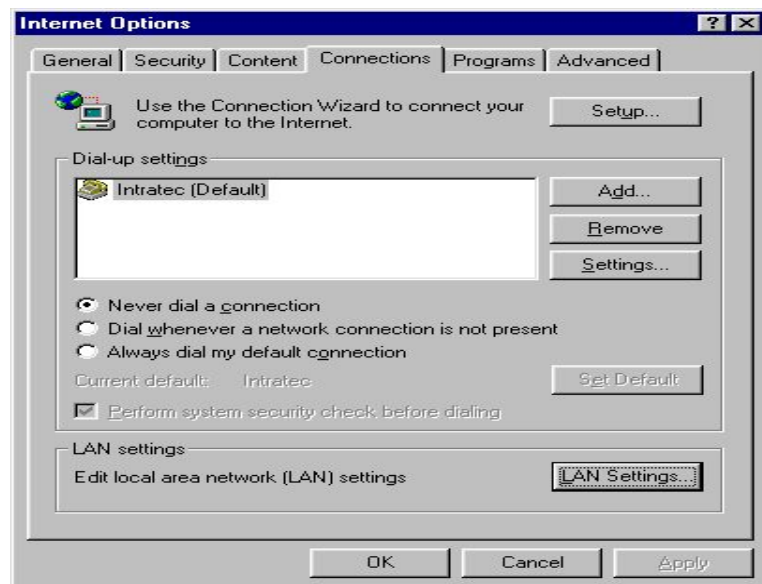 Internet Options
General Security Content Connections Programs Advanced
Use the Connection Wizard to connect your
computer to the Internet.
Setup...
Dial-up settings
Intratec (Default)
Add...
Remove
Settings...
Never dial a connection
Dial whenever a network connection is not present
Always dial my default connection
Current default: Intratec
Set Default
Perform system security check before dialing
LAN settings
Edit local area network (LAN) settings
LAN Settings...
OK Cancel Apply